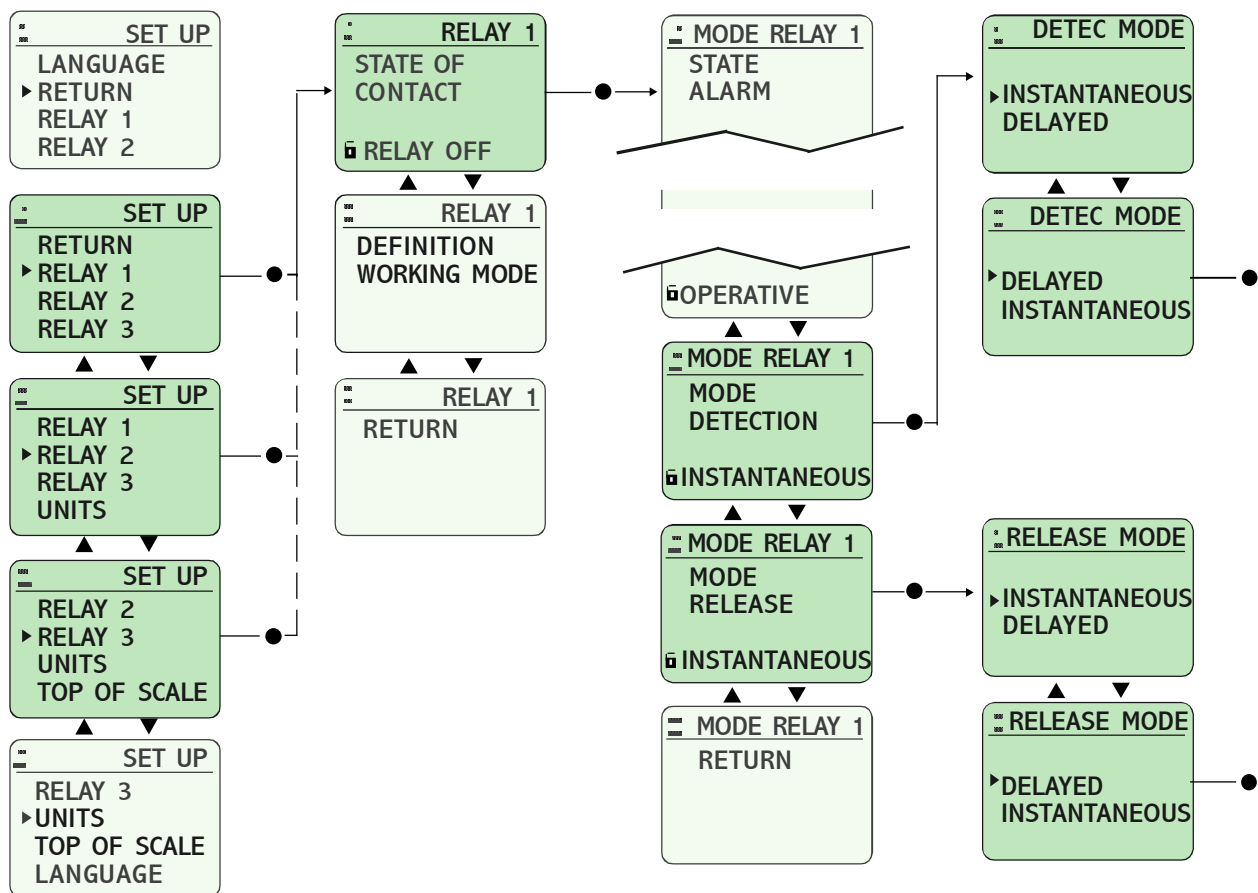 SET UP
LANGUAGE
RETURN
RELAY 1
RELAY 2
SET UP
RETURN
RELAY 1
RELAY 2
RELAY 3
SET UP
RELAY 1
RELAY 2
RELAY 3
UNITS
SET UP
RELAY 2
RELAY 3
UNITS
TOP OF SCALE
SET UP
RELAY 3
UNITS
TOP OF SCALE
LANGUAGE
RELAY 1
STATE OF
CONTACT
RELAY OFF
RELAY 1
DEFINITION
WORKING MODE
RELAY 1
RETURN
MODE RELAY 1
STATE
ALARM
OPERATIVE
MODE RELAY 1
MODE
DETECTION
INSTANTANEOUS
MODE RELAY 1
MODE
RELEASE
INSTANTANEOUS
MODE RELAY 1
RETURN
DETEC MODE
INSTANTANEOUS
DELAYED
DETEC MODE
DELAYED
INSTANTANEOUS
RELEASE MODE
INSTANTANEOUS
DELAYED
RELEASE MODE
DELAYED
INSTANTANEOUS